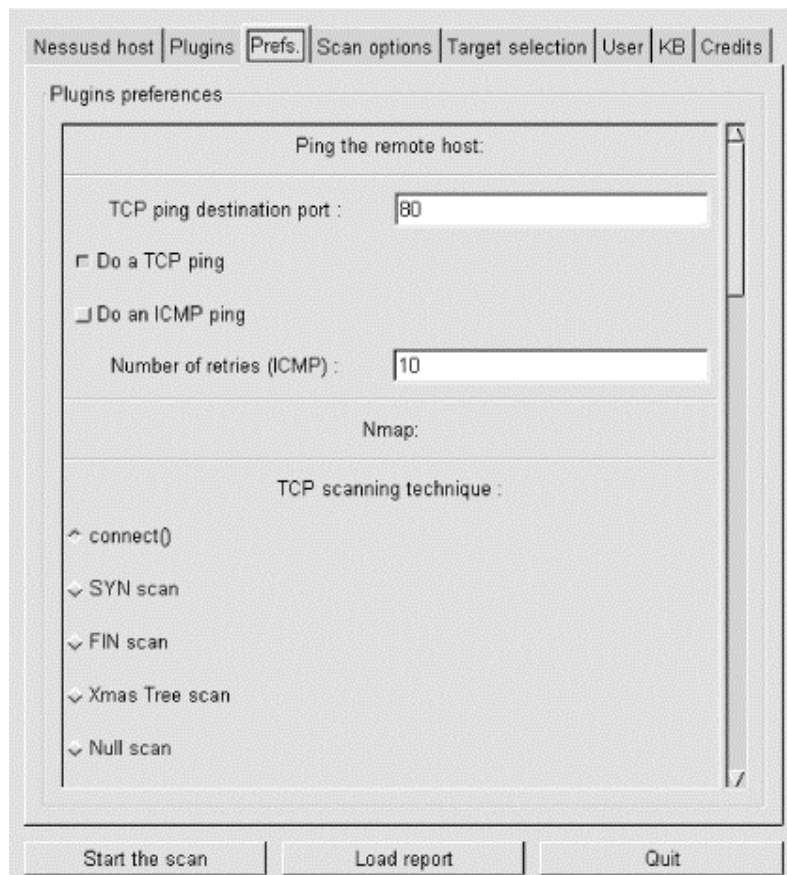 Nessusd host Plugins Prefs. Scan options Target selection User KB Credits
Plugins preferences
Ping the remote host:
TCP ping destination port : 80
Do a TCP ping
Do an ICMP ping
Number of retries (ICMP) : 10
Nmap:
TCP scanning technique :
connect()
SYN scan
FIN scan
Xmas Tree scan
Null scan
Start the scan Load report Quit